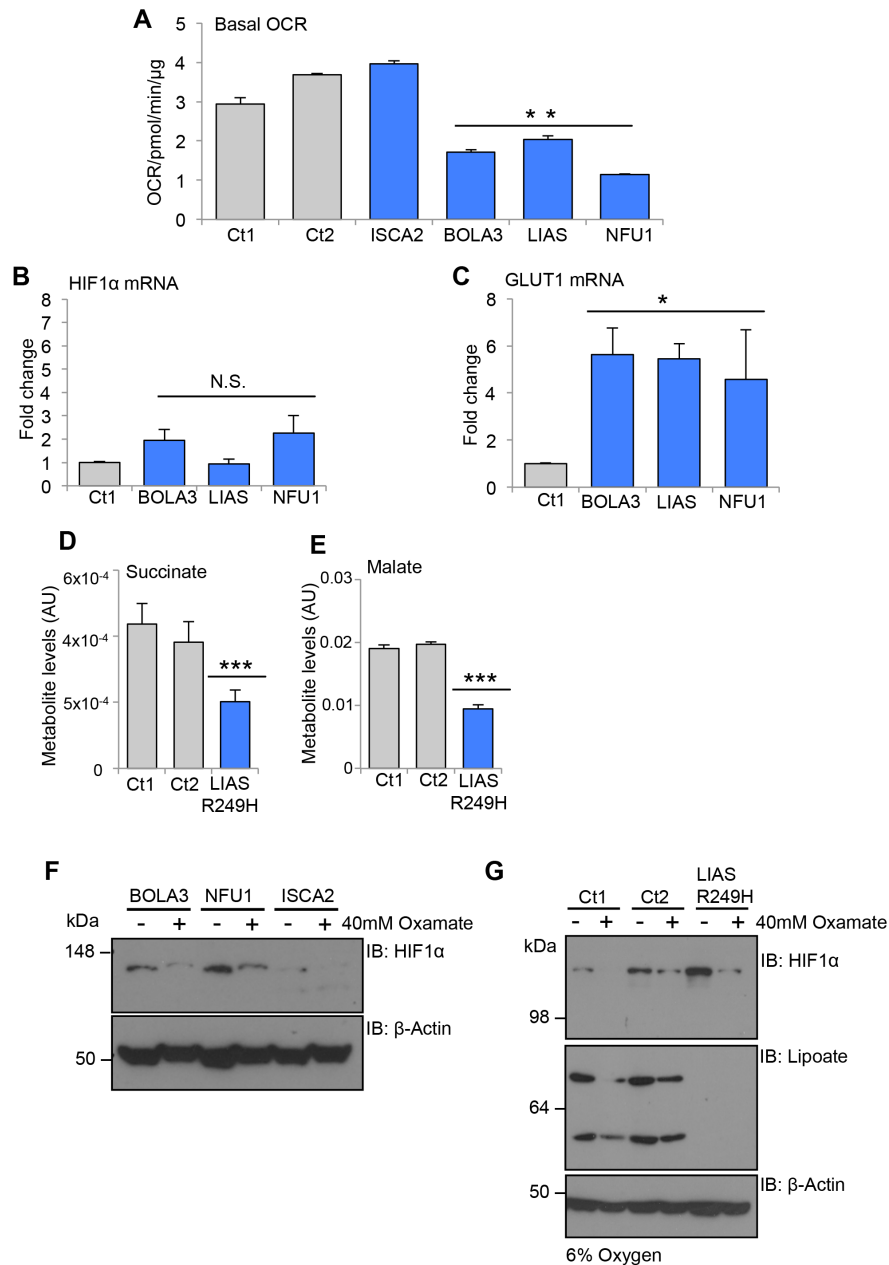 A
Basal OCR
OCR/pmol/min/µg
5
4
3
2
1
0
* *
Ct1 Ct2 ISCA2 BOLA3 LIAS NFU1
B
HIF1α mRNA
Fold change
8
7
6
5
4
3
2
1
0
N.S.
Ct1 BOLA3 LIAS NFU1
C
GLUT1 mRNA
Fold change
8
6
4
2
0
*
Ct1 BOLA3 LIAS NFU1
D
Succinate
Metabolite levels (AU)
6x10-4
4x10-4
5x10-4
0
***
Ct1 Ct2 LIAS
R249H
E
Malate
Metabolite levels (AU)
0.03
0.02
0.01
0
***
Ct1 Ct2 LIAS
R249H
F
BOLA3 NFU1 ISCA2
- + - + - + 40mM Oxamate
kDa
148
IB: HIF1α
IB: β-Actin
50
G
LIAS
Ct1 Ct2 R249H
- + - + - + 40mM Oxamate
kDa
IB: HIF1α
98
IB: Lipoate
64
IB: β-Actin
50
6% Oxygen